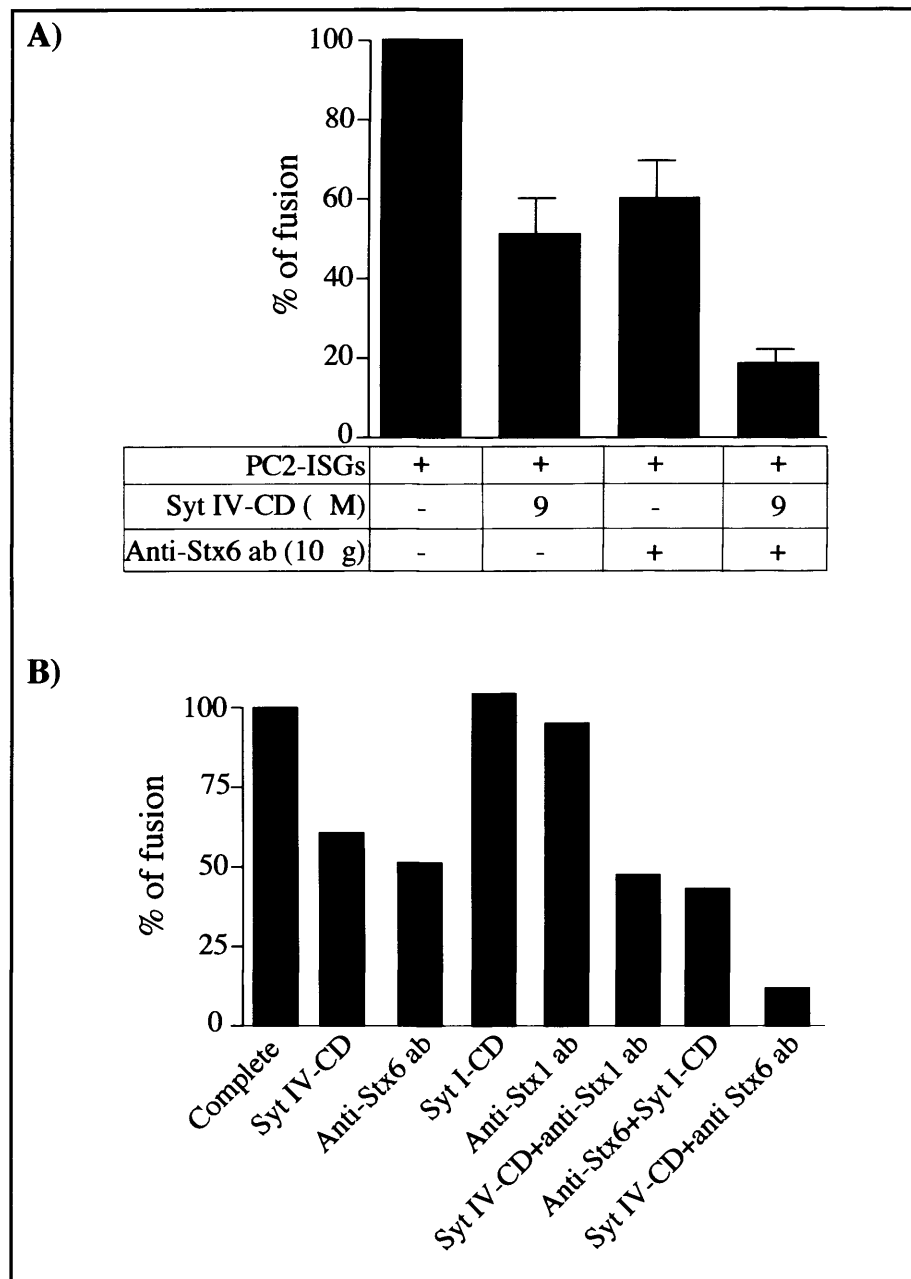 A)
100
80
60
40
20
0
% of fusion
PC2-ISGs + + + +
Syt IV-CD ( M) - 9 - 9
Anti-Stx6 ab (10 g) - - + +
B)
100
75
50
25
0
% of fusion
Complete
Syt IV-CD
Anti-Stx6 ab
Syt I-CD
Anti-Stx1 ab
Syt IV-CD+anti-Stx1 ab
Anti-Stx6+Syt I-CD
Syt IV-CD+anti Stx6 ab